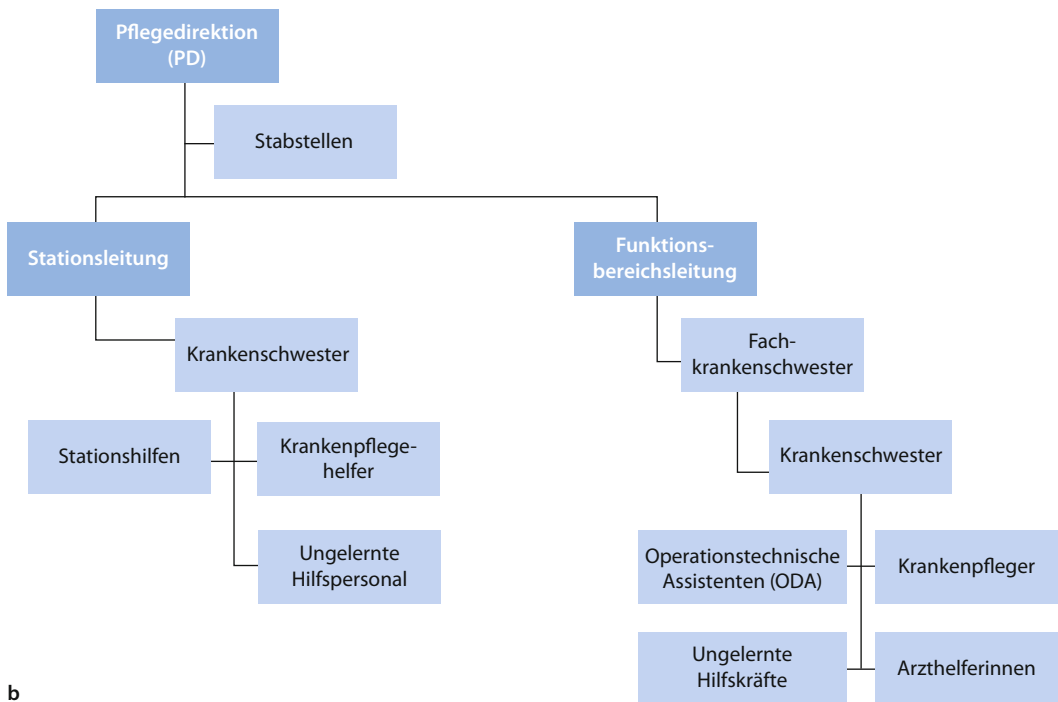 Pflegedirektion
(PD)
Stabstellen
Stationsleitung
Funktions-
bereichsleitung
Krankenschwester
Fach-
krankenschwester
Stationshilfen
Krankenpflege-
helfer
Krankenschwester
Ungelernte
Hilfspersonal
Operationstechnische
Assistenten (ODA)
Krankenpfleger
Ungelernte
Hilfskräfte
Arzthelferinnen
b